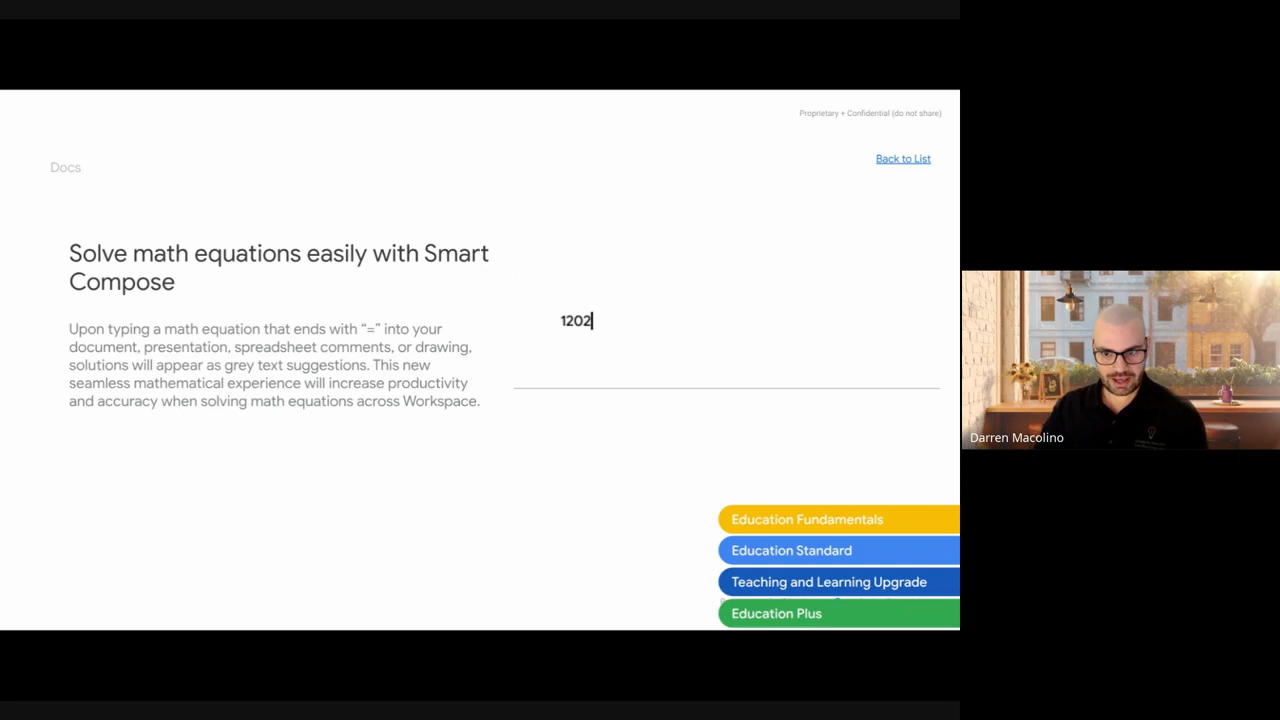 Proprietary + Confidential (do not share)
Docs
Back to List
Solve math equations easily with Smart
Compose
Upon typing a math equation that ends with “=” into your
document, presentation, spreadsheet comments, or drawing,
solutions will appear as grey text suggestions. This new
seamless mathematical experience will increase productivity
and accuracy when solving math equations across Workspace.
1202
Education Fundamentals
Education Standard
Teaching and Learning Upgrade
Education Plus
Darren Macolino